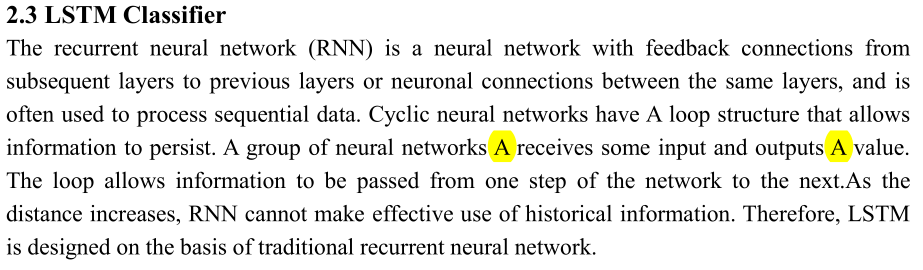 2.3 LSTM Classifier
The recurrent neural network (RNN) is a neural network with feedback connections from
subsequent layers to previous layers or neuronal connections between the same layers, and is
often used to process sequential data. Cyclic neural networks have A loop structure that allows
information to persist. A group of neural networks A receives some input and outputs A value.
The loop allows information to be passed from one step of the network to the next.As the
distance increases, RNN cannot make effective use of historical information. Therefore, LSTM
is designed on the basis of traditional recurrent neural network.